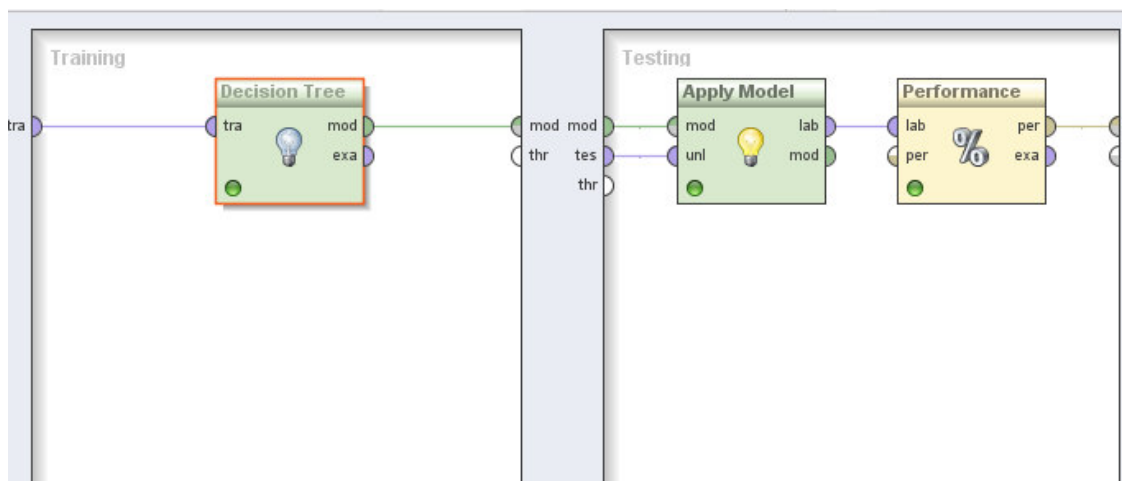 Training
Testing
Decision Tree
Apply Model
Performance
tra
tra
mod
mod
mod
mod
lab
lab
per
exa
thr
tes
unl
mod
per
exa
thr
%